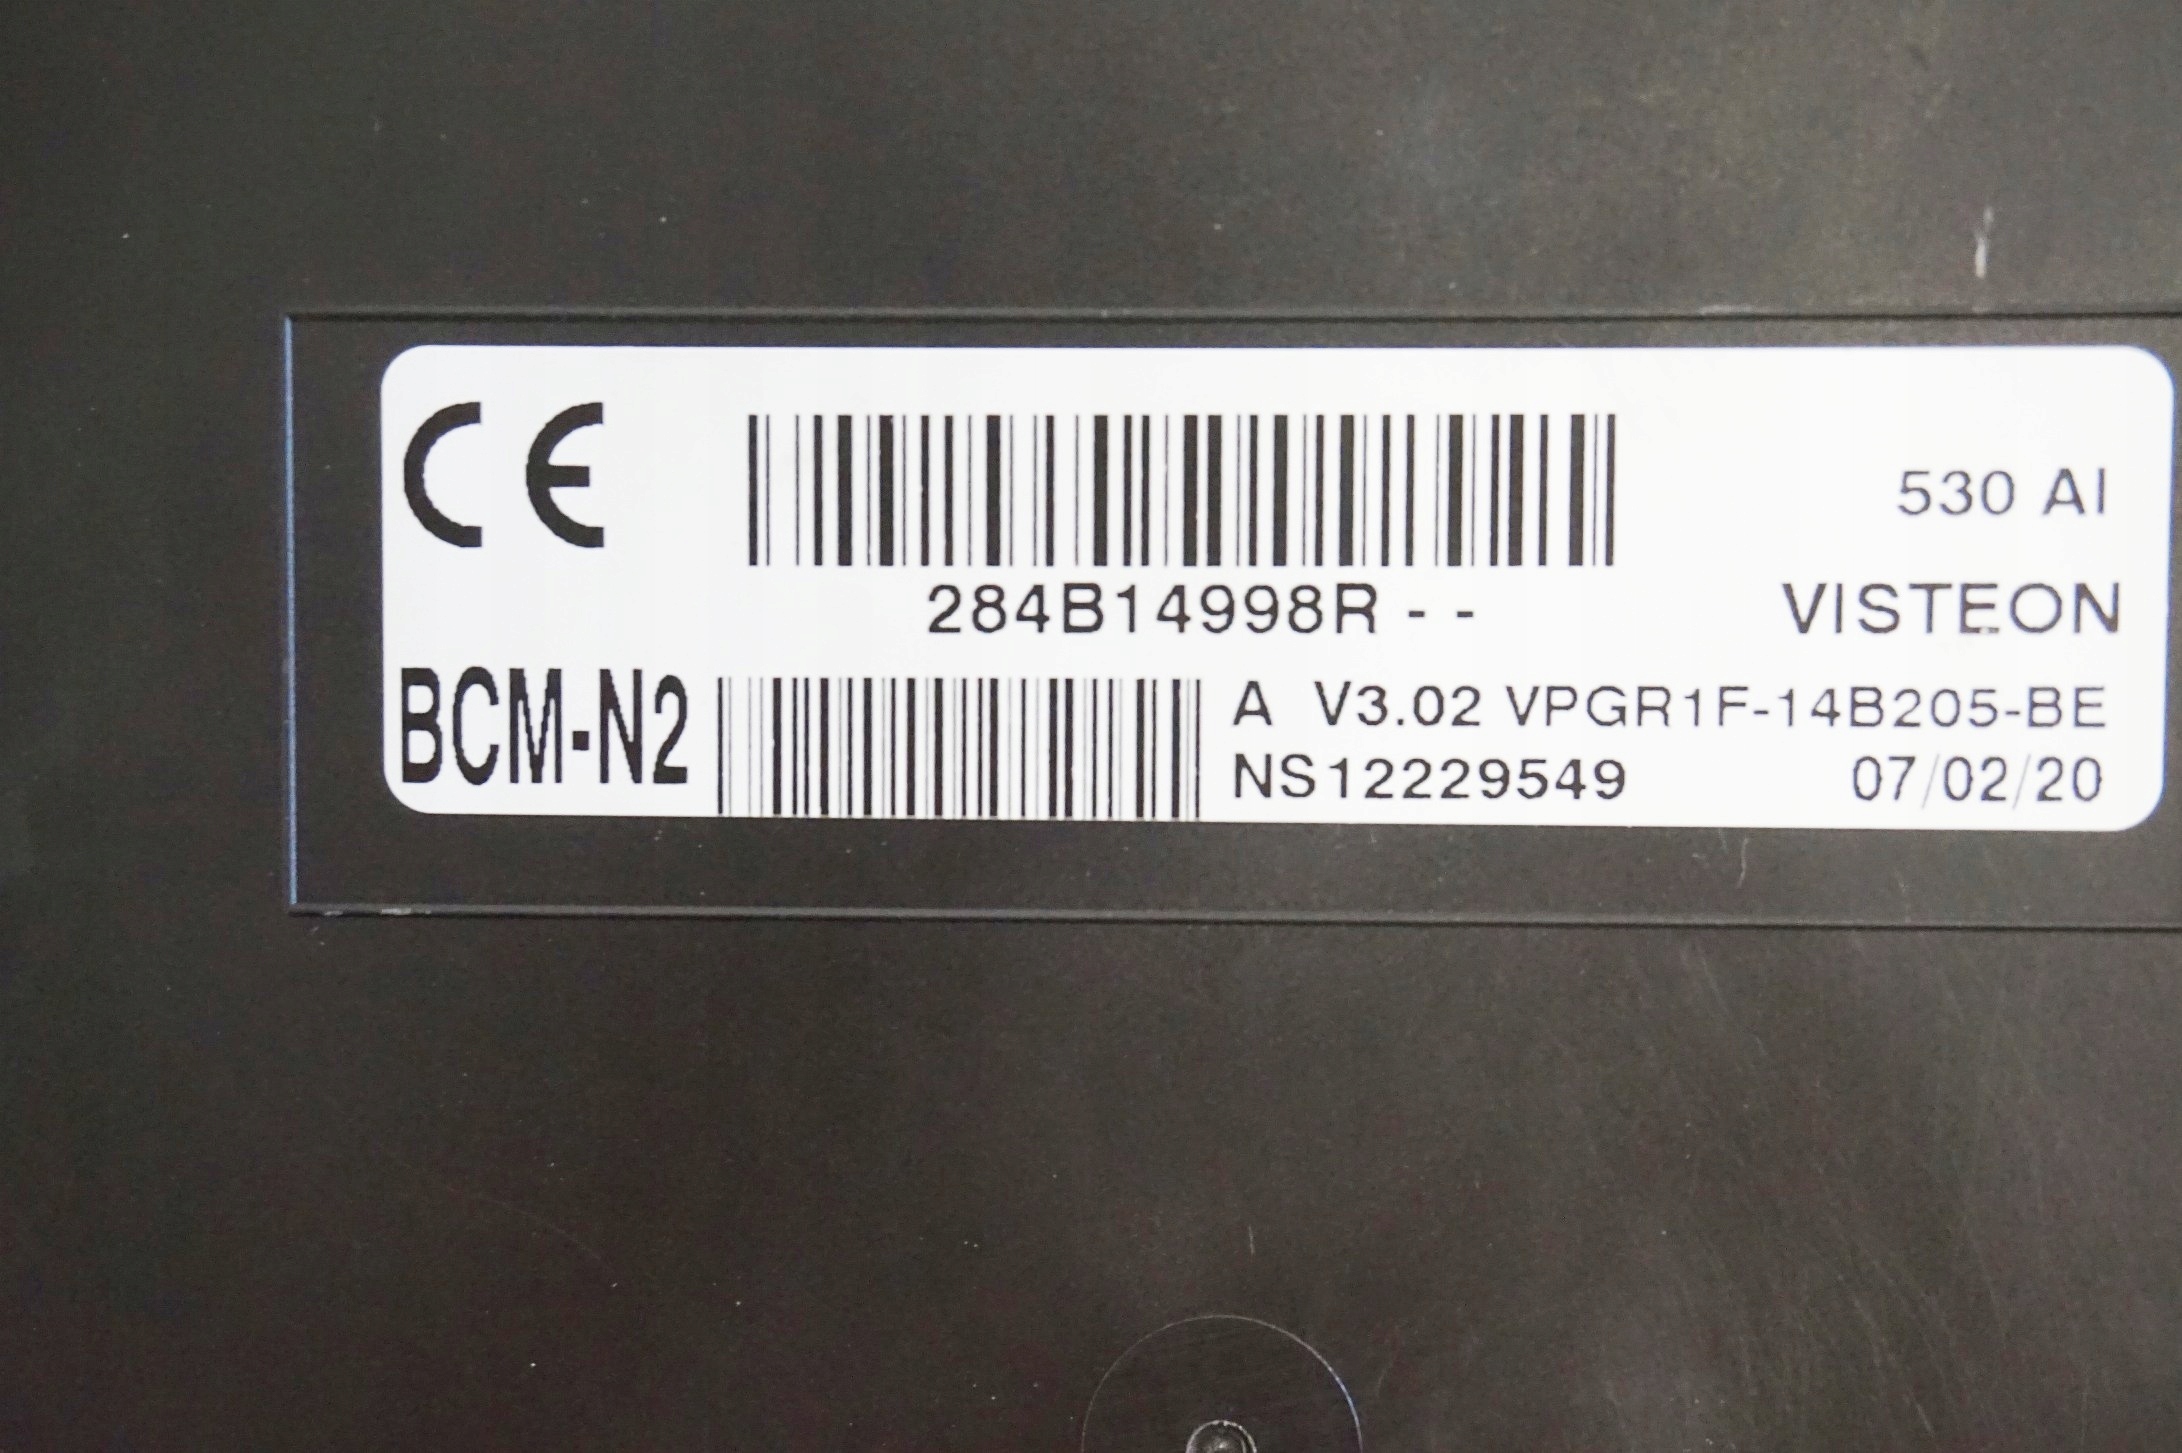 CE
530 AI
284B14998R - -
VISTEON
BCM-N2
A V3.02 VPGR1F-14B205-BE
NS12229549 07/02/20